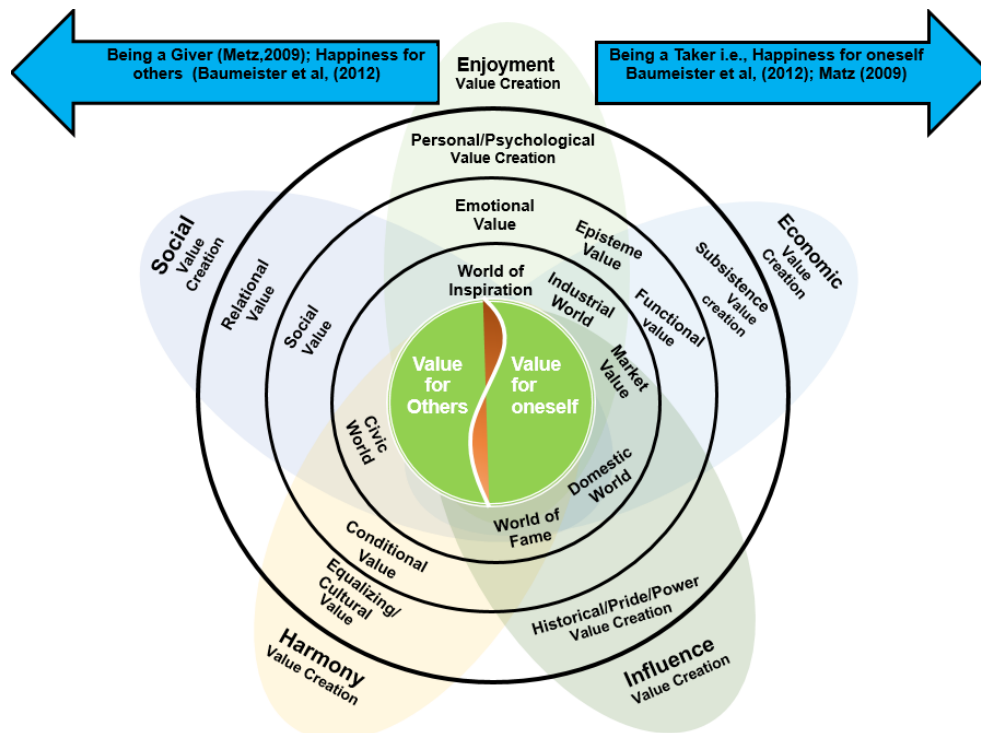 Being a Giver (Metz,2009); Happiness for
others  (Baumeister et al, (2012)
Being a Taker i.e., Happiness for oneself
Baumeister et al, (2012); Matz (2009)
Enjoyment
Value Creation
Personal/Psychological
Value Creation
Emotional
Value
Episteme
Value
World of
Inspiration
Industrial
World
Functional
value
Subsistence
Value
creation
Economic
Value
Creation
Social
Value
Creation
Relational
Value
Social
Value
Market
Value
Value
for
Others
Value
for
oneself
Civic
World
Domestic
World
World of
Fame
Conditional
Value
Equalizing/
Cultural
Value
Historical/Pride/Power
Value Creation
Harmony
Value Creation
Influence
Value Creation